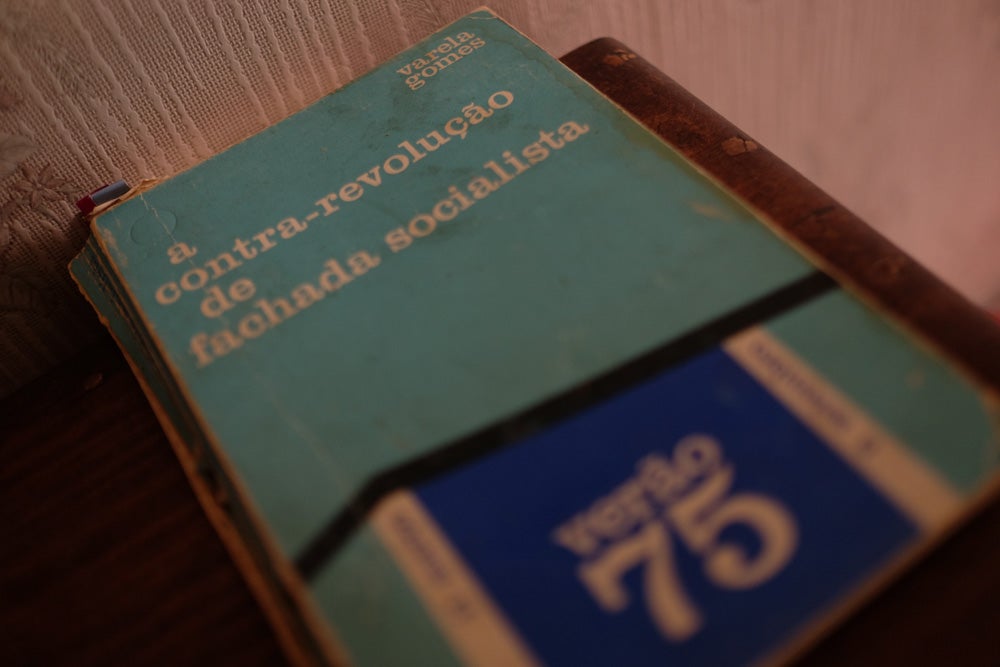 varela
gomes
a
contra-revolução
de
fachada socialista
verão
75